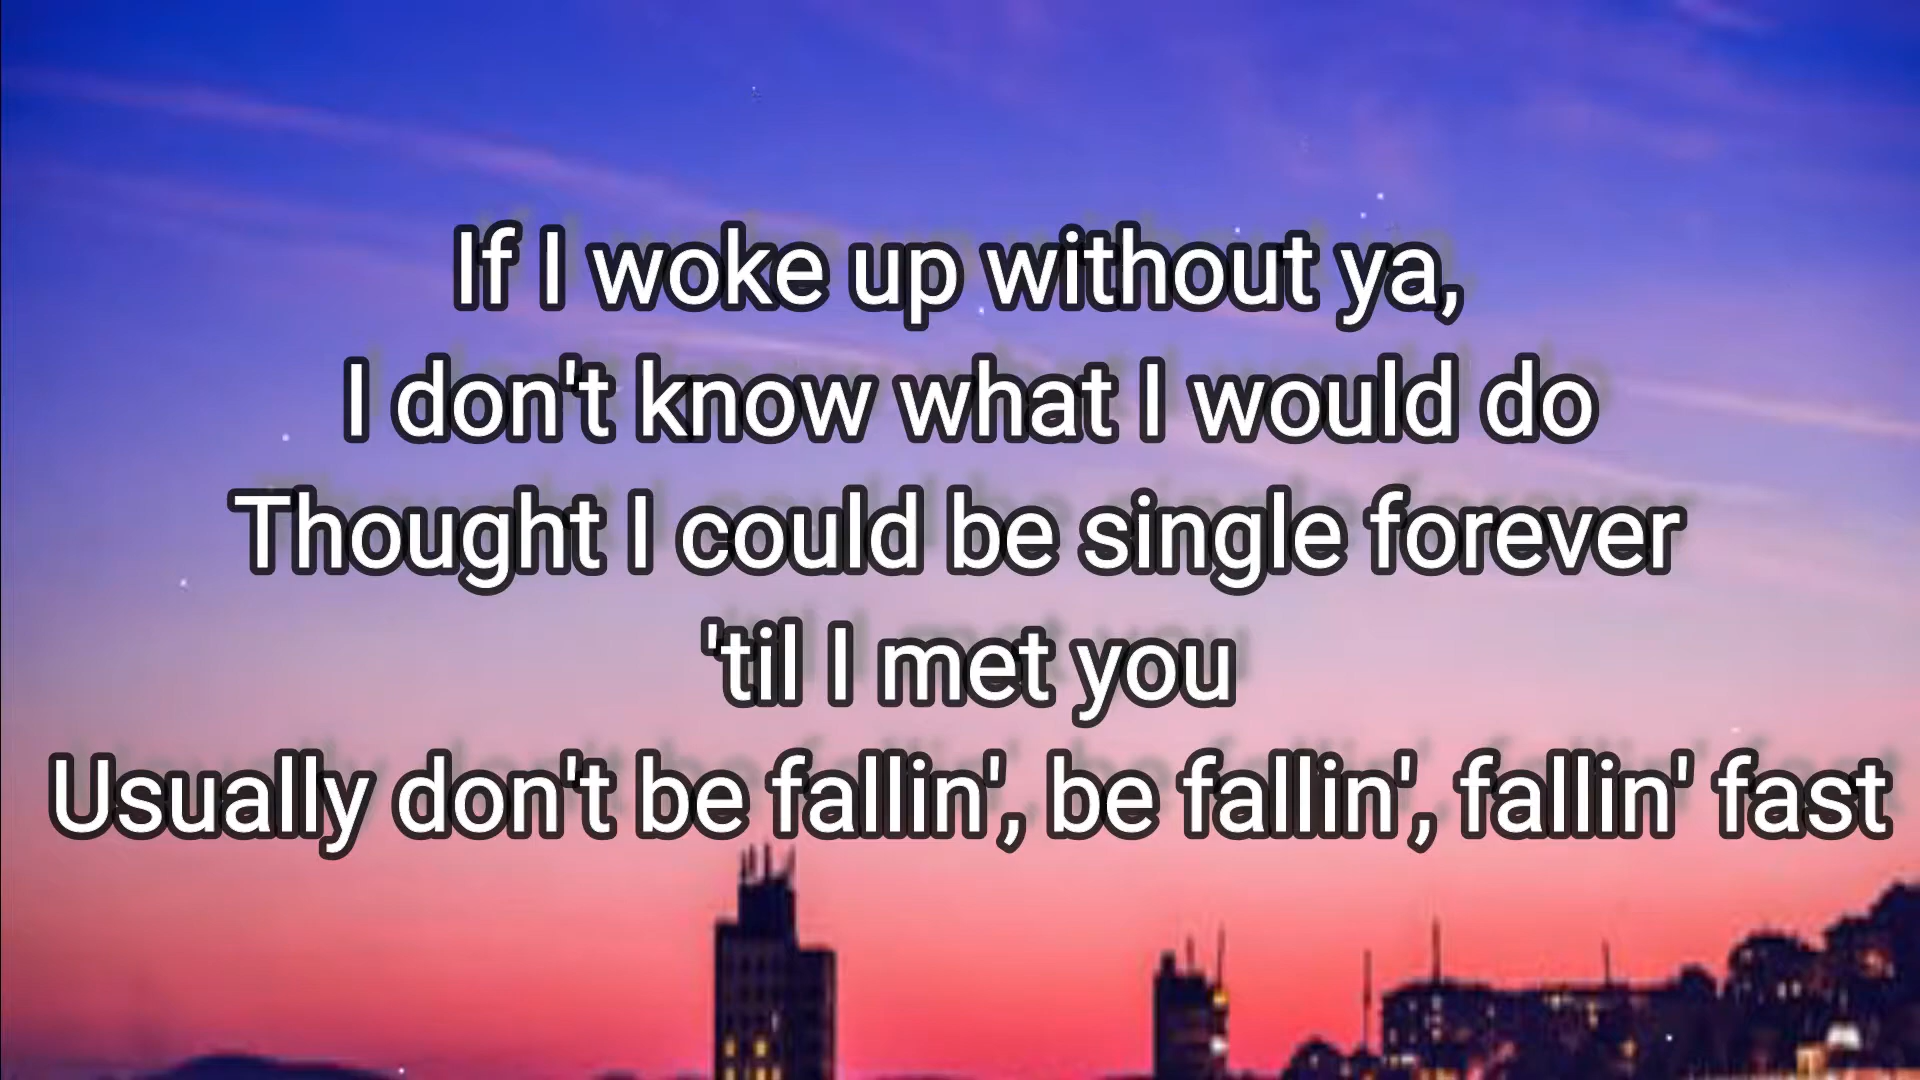 If I woke up without ya,
I don't know what I would do
Thought I could be single forever
'til I met you
Usually don't be fallin', be fallin', fallin' fast